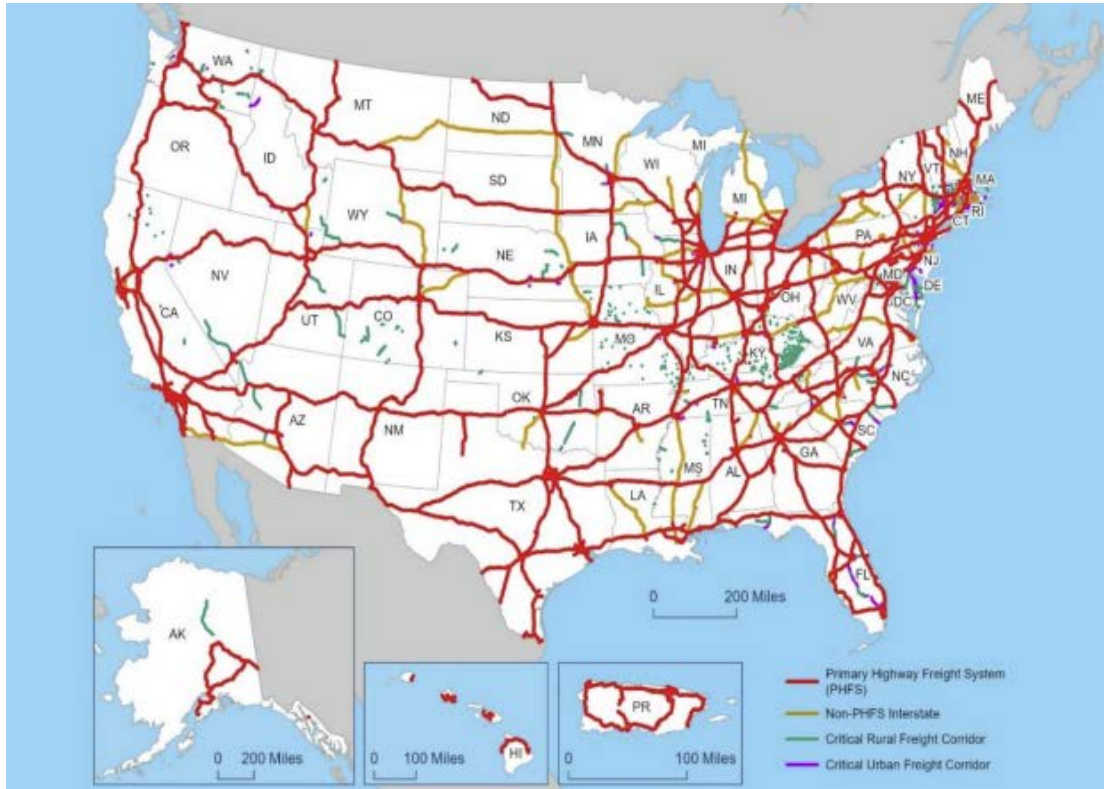 WA
MT
ND
MN
ME
OR
ID
WI
MI
VT
NH
SD
MI
NY
MA
WY
RI
CT
IA
PA
NE
NJ
NV
IL
IN
OH
MD
DE
DC
WV
CA
UT
CO
KS
MO
KY
VA
NC
OK
TN
AZ
NM
AR
SC
MS
AL
GA
TX
LA
FL
0 200 Miles
AK
0 200 Miles
HI
0 100 Miles
PR
0 100 Miles
Primary Highway Freight System
(PHFS)
Non-PHFS Interstate
Critical Rural Freight Corridor
Critical Urban Freight Corridor